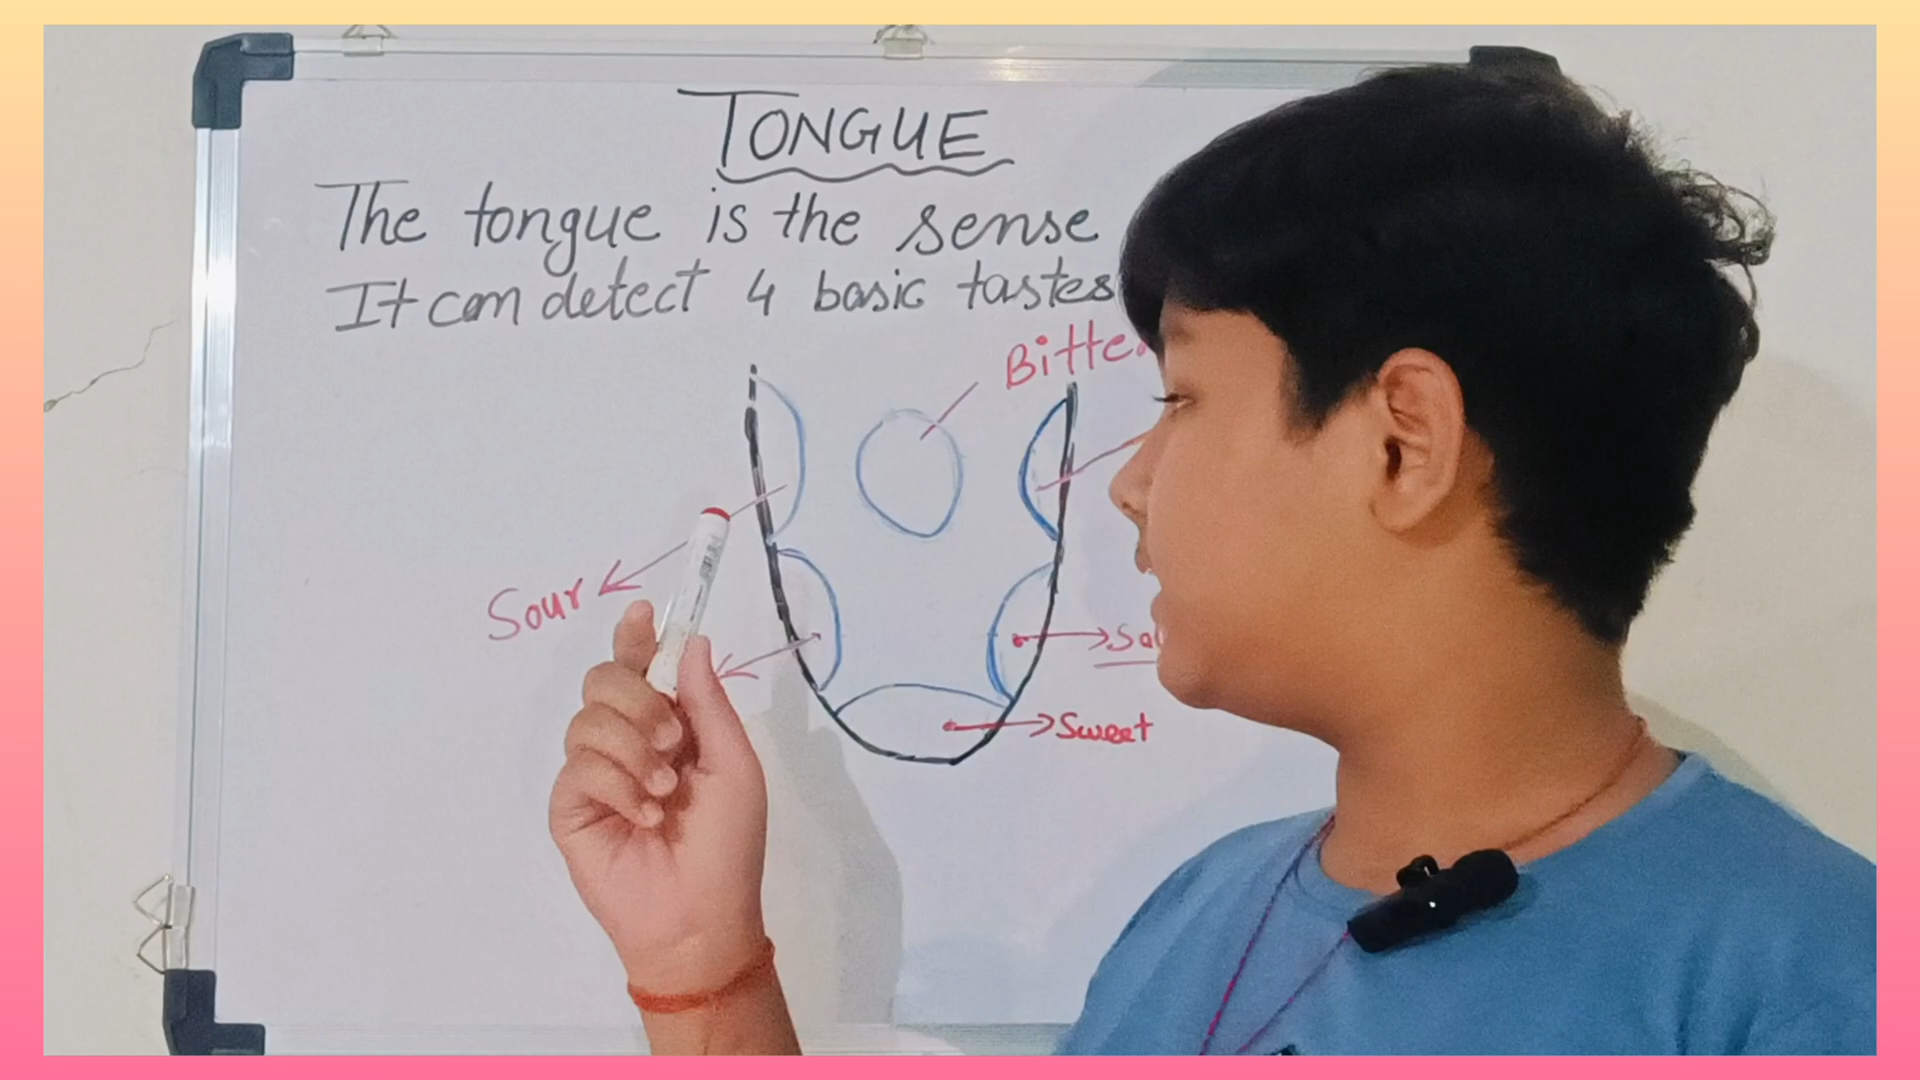 TONGUE
The tongue is the sense
It can detect 4 basic tastes
Bitte
Sour
Sweet